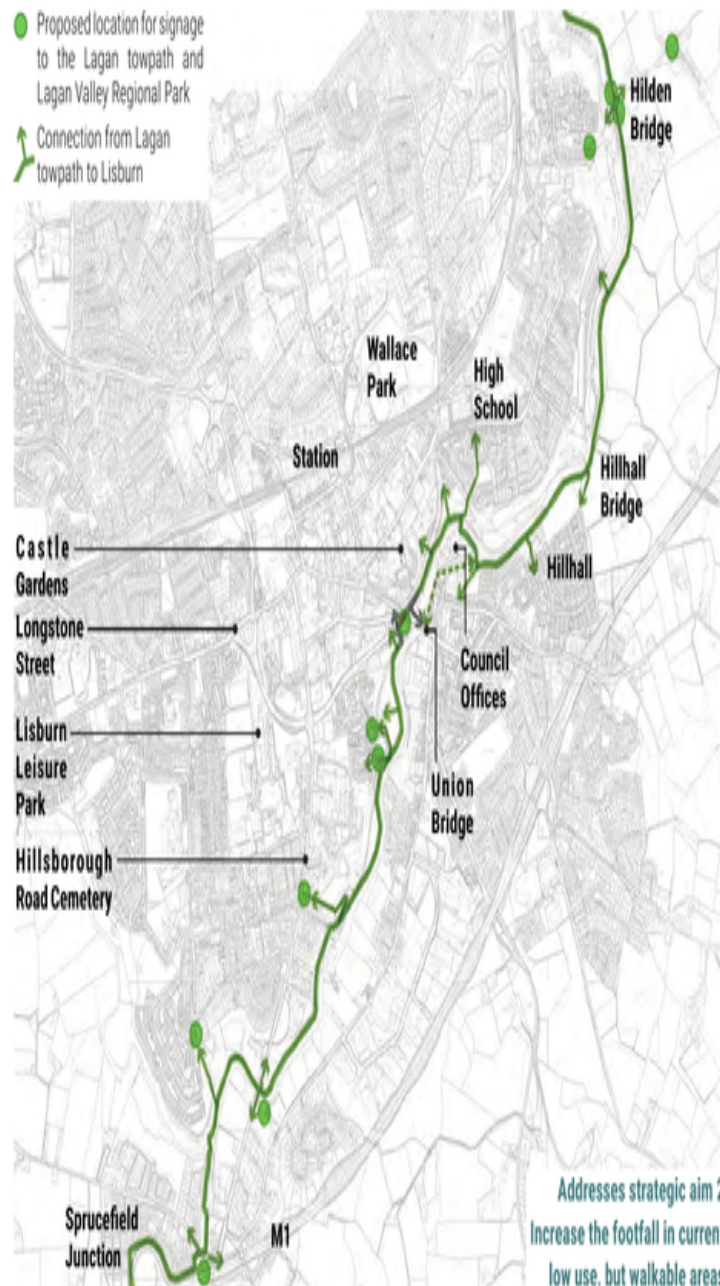 Proposed location for signage
to the Lagan towpath and
Lagan Valley Regional Park
Connection from Lagan
towpath to Lisburn
Hilden
Bridge
Wallace
Park
High
School
Station
Hillhall
Bridge
Castle
Gardens
Hillhall
Longstone
Street
Council
Offices
Lisburn
Leisure
Park
Union
Bridge
Hillsborough
Road Cemetery
Sprucefield
Junction
M1
Addresses strategic aim 2
Increase the footfall in curren
low use, but walkable areas